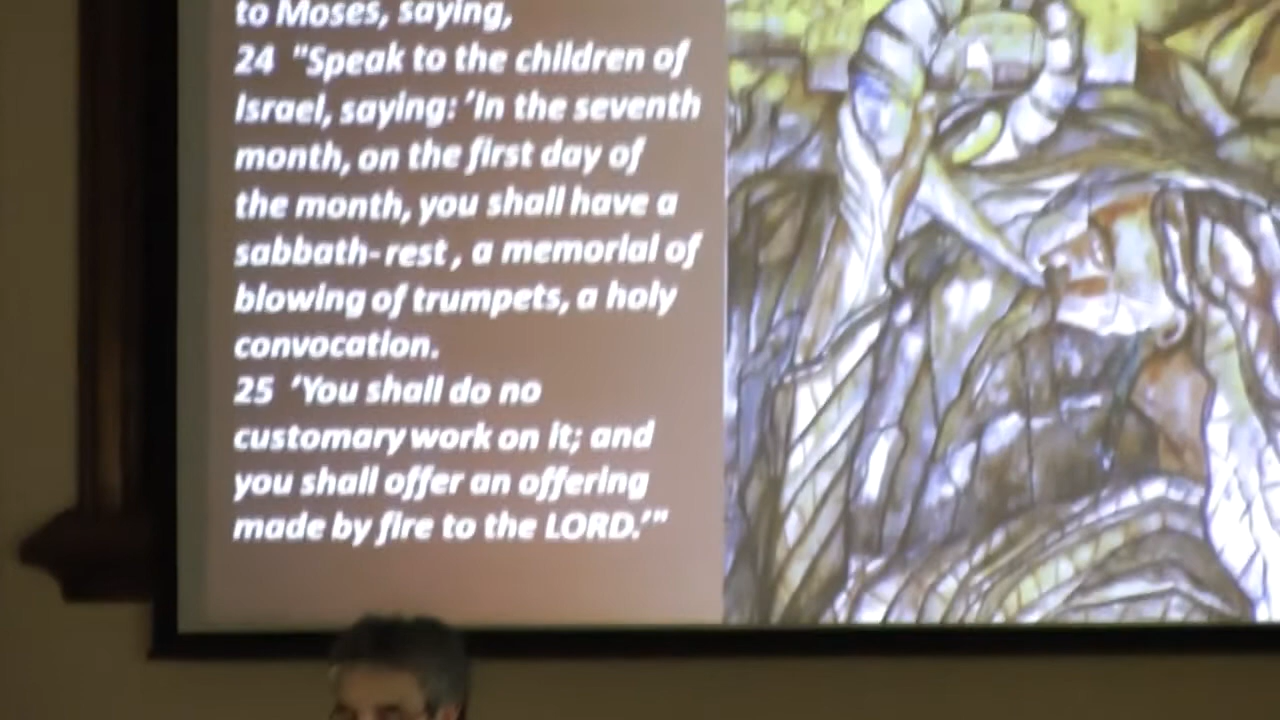 to Moses, saying,
24 "Speak to the children of
Israel, saying: 'In the seventh
month, on the first day of
the month, you shall have a
sabbath-rest, a memorial of
blowing of trumpets, a holy
convocation.
25 'You shall do no
customary work on it; and
you shall offer an offering
made by fire to the LORD.'"